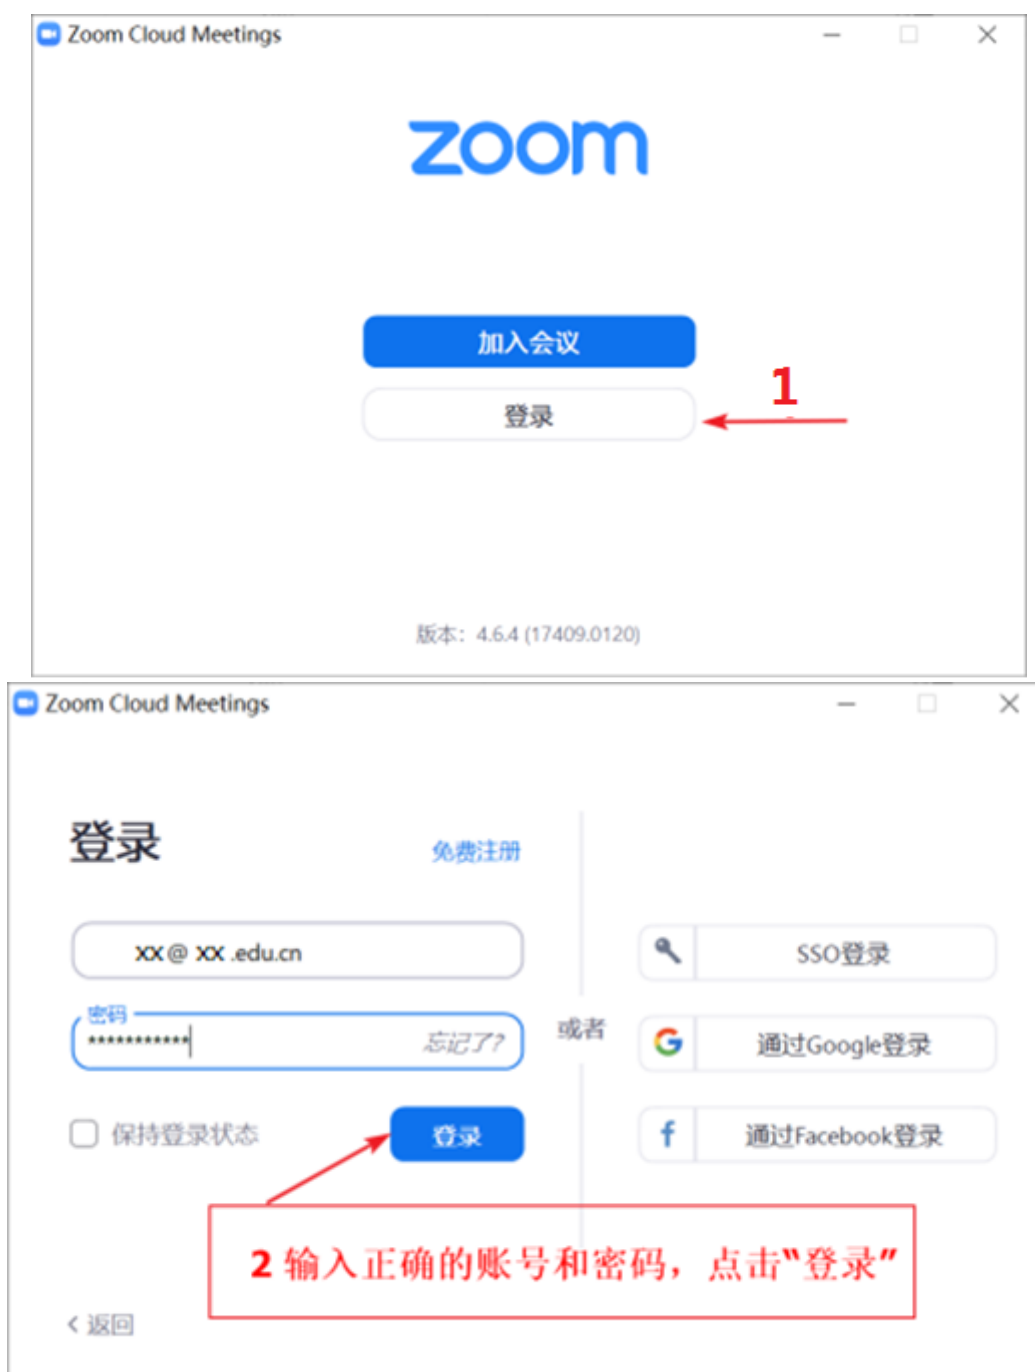 Zoom Cloud Meetings
zoom
加入会议
1
登录
版本: 4.6.4 (17409.0120)
Zoom Cloud Meetings
登录
免费注册
xx@ xx .edu.cn
SSO登录
密码
***********
忘记了?
或者
通过Google登录
保持登录状态
登录
通过Facebook登录
2 输入正确的账号和密码，点击“登录”
< 返回